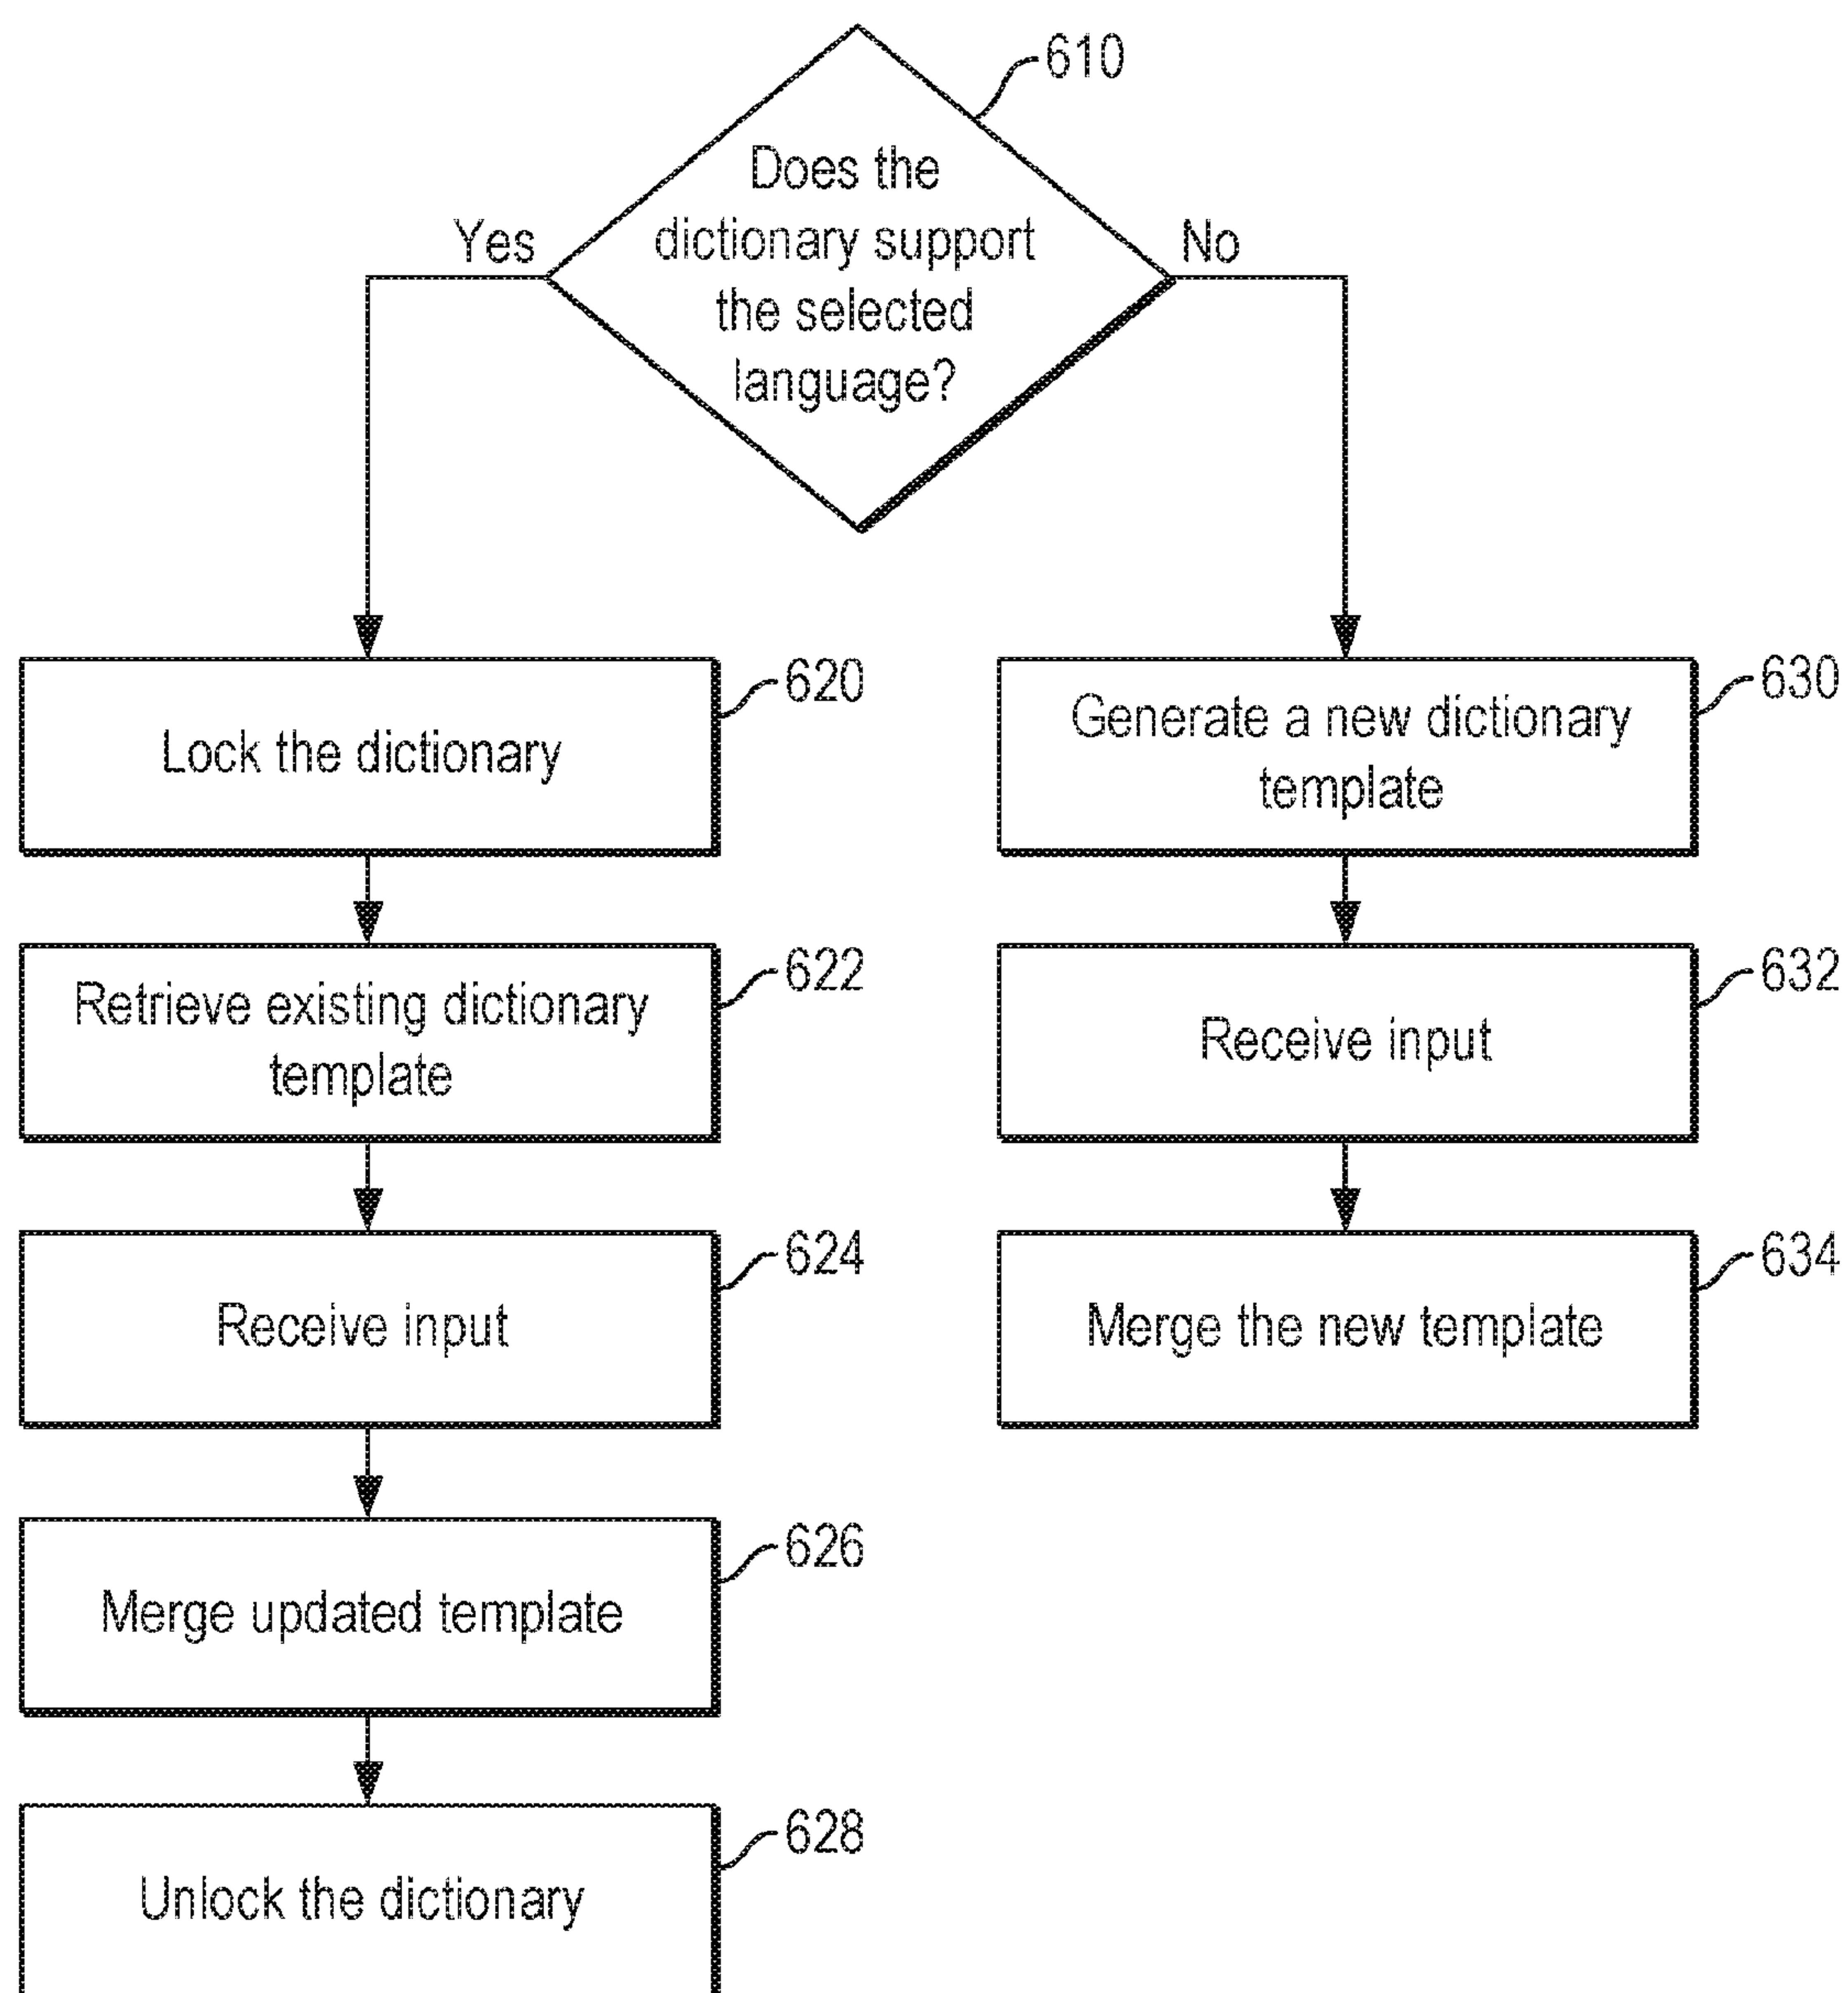 610
Does the
dictionary support
the selected
language?
Yes
No
620
Lock the dictionary
622
Retrieve existing dictionary
template
624
Receive input
626
Merge updated template
628
Unlock the dictionary
630
Generate a new dictionary
template
632
Receive input
634
Merge the new template